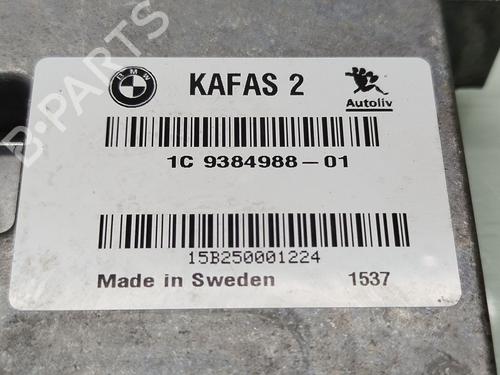 B-PARTS
BMW
KAFAS 2
Autoliv
1C 9384988-01
15B250001224
Made in Sweden 1537